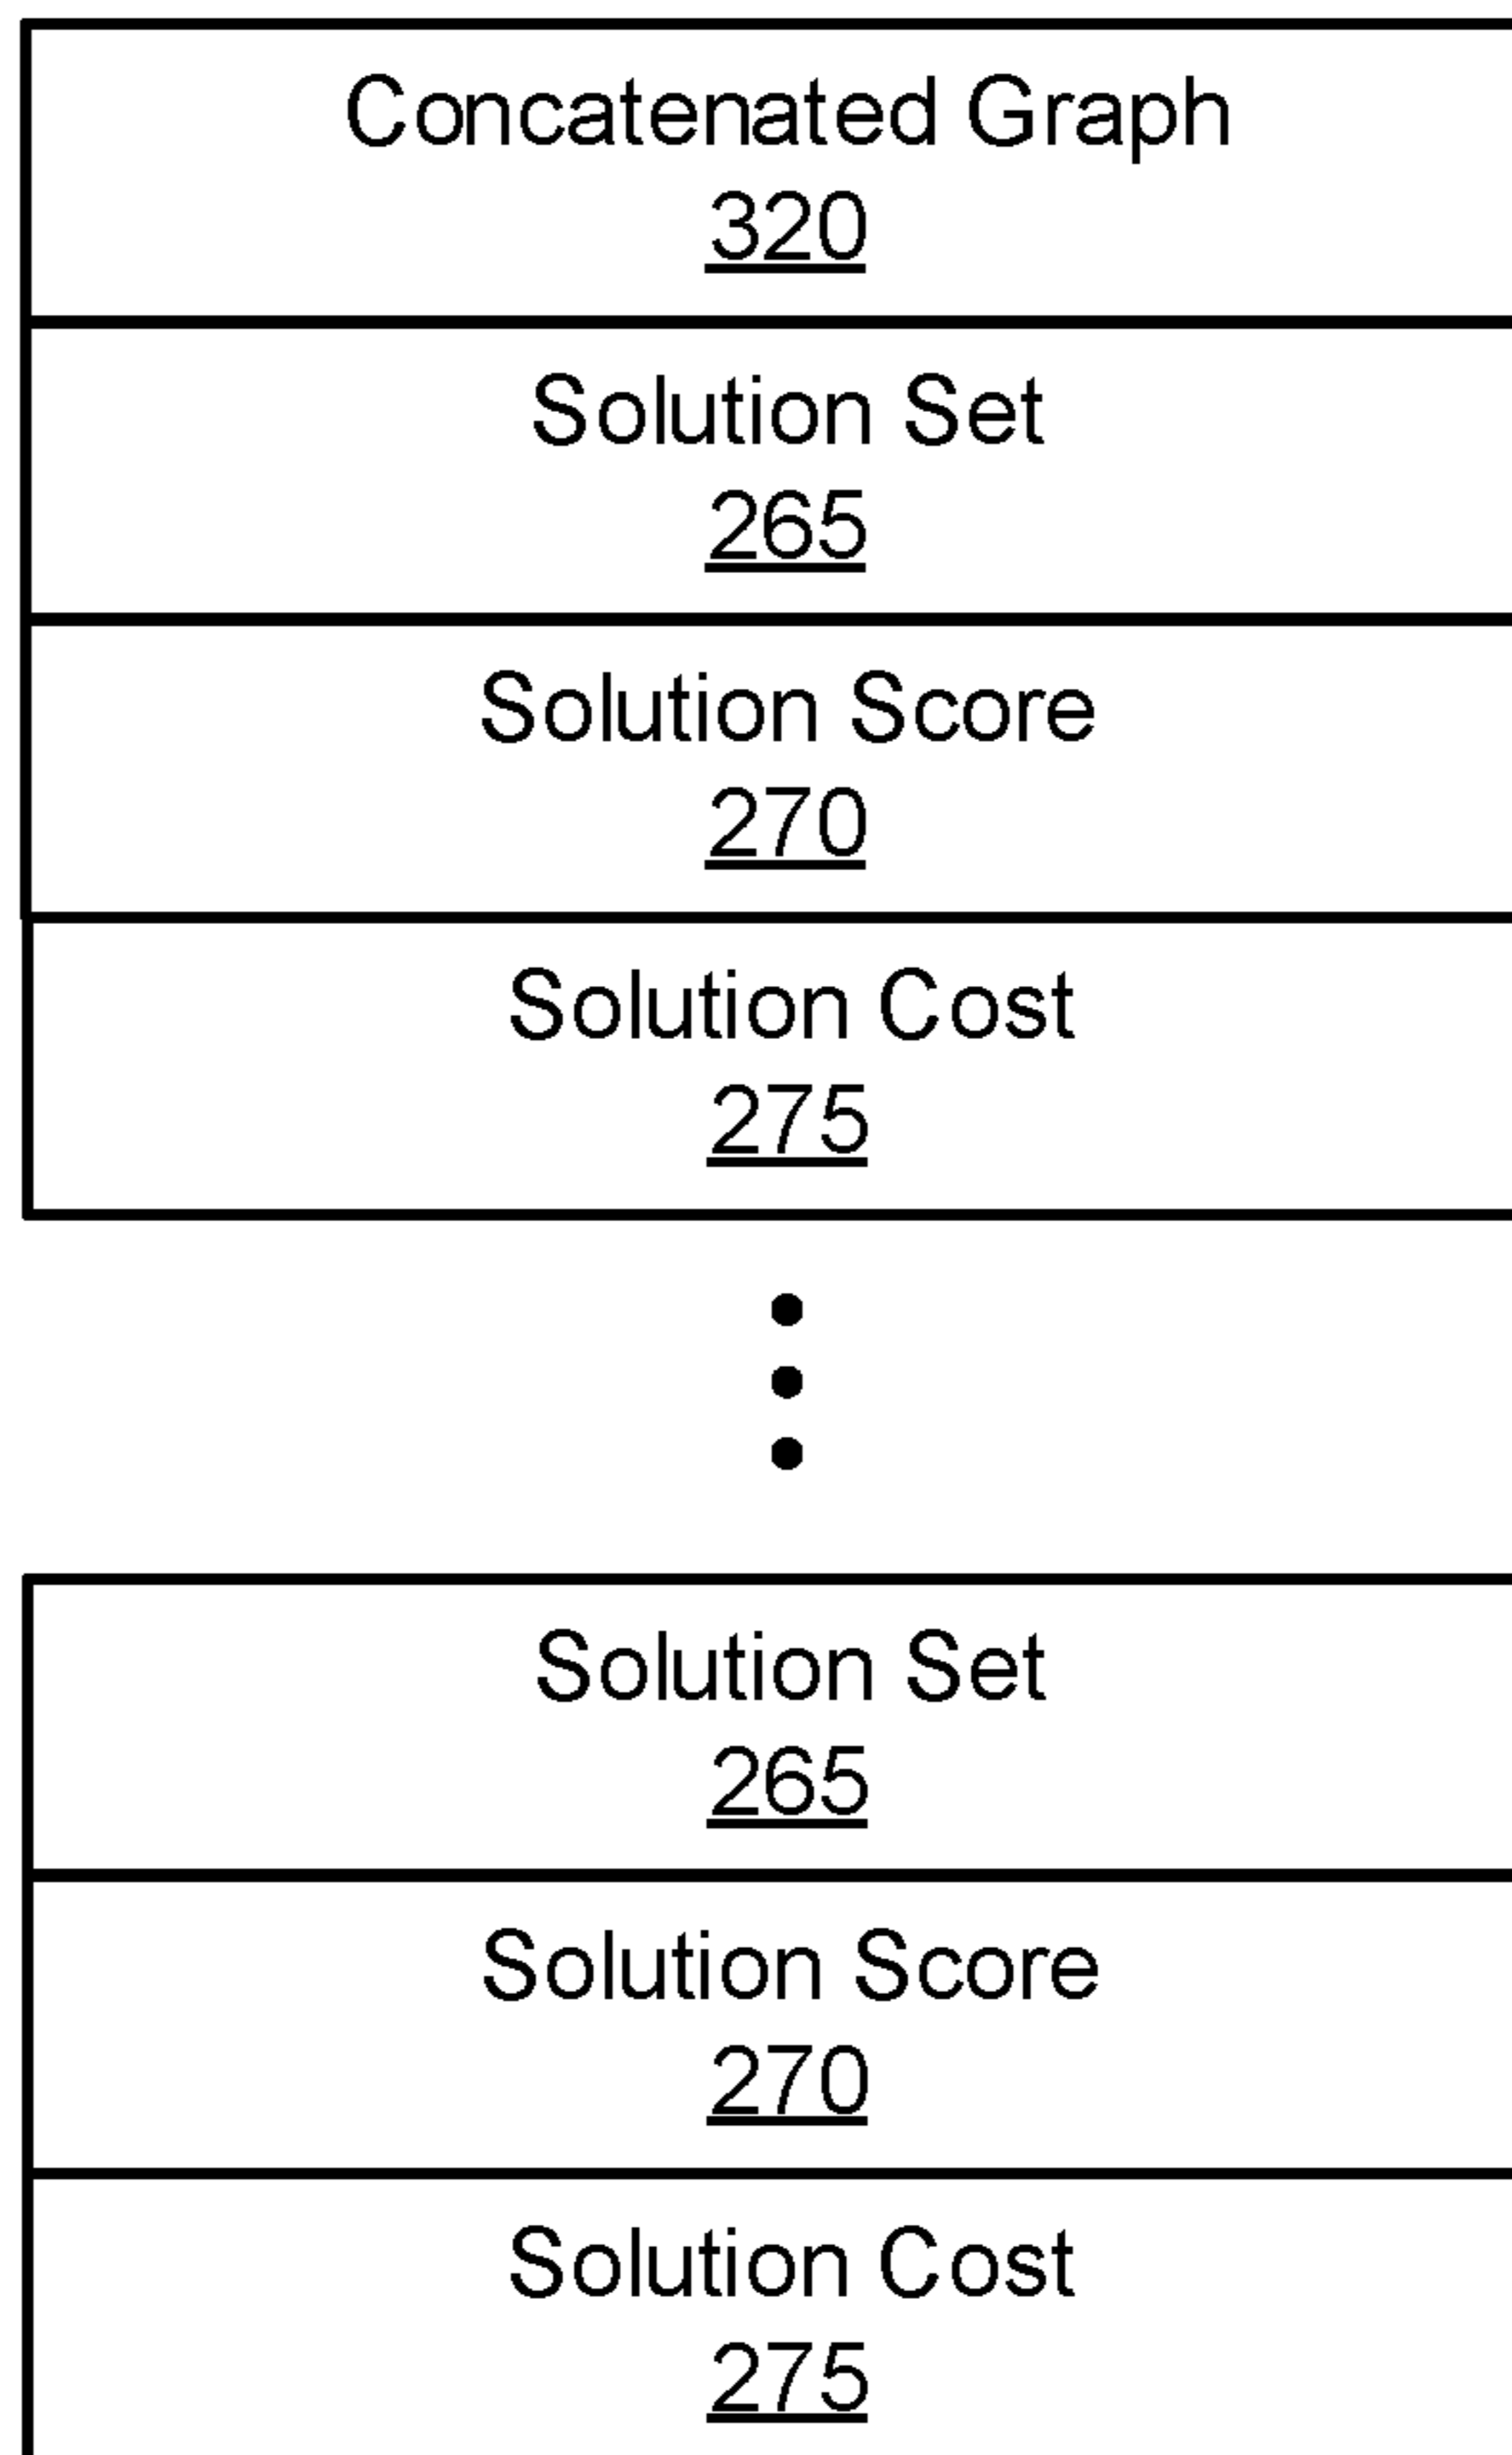 Concatenated Graph
320
Solution Set
265
Solution Score
270
Solution Cost
275
Solution Set
265
Solution Score
270
Solution Cost
275